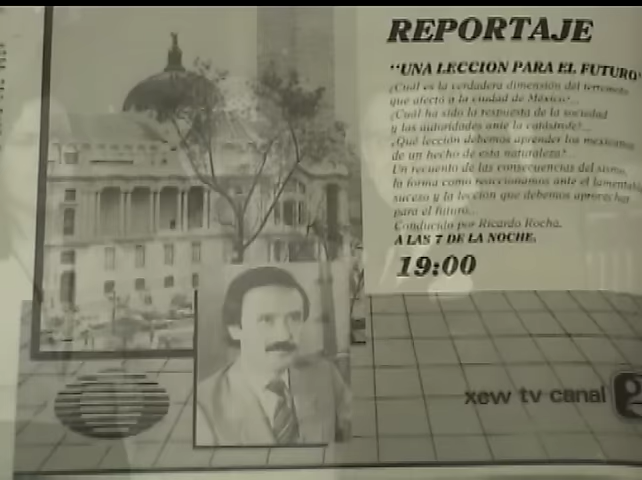 REPORTAJE
"UNA LECCION PARA EL FUTURO"
¿Cuál es la verdadera dimensión del terremoto
que afectó a la ciudad de México?...
¿Cuál ha sido la respuesta de la sociedad
y las autoridades ante la catástrofe?...
¿Qué lección debemos aprender los mexicanos
de un hecho de esta naturaleza?...
Un recuento de las consecuencias del sismo,
la forma como reaccionamos ante el lamentable
suceso y la lección que debemos aprovechar
para el futuro...
Conducido por Ricardo Rocha.
A LAS 7 DE LA NOCHE.
19:00
xew tv canal